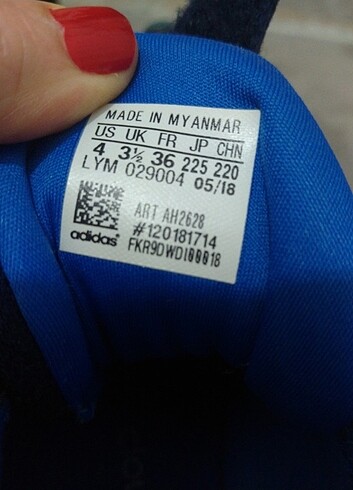 MADE IN MYANMAR
US UK FR JP CHN
4 3½ 36 225 220
LYM 029004 05/18
ART AH2628
#120181714
adidas FKR9DWDI00018